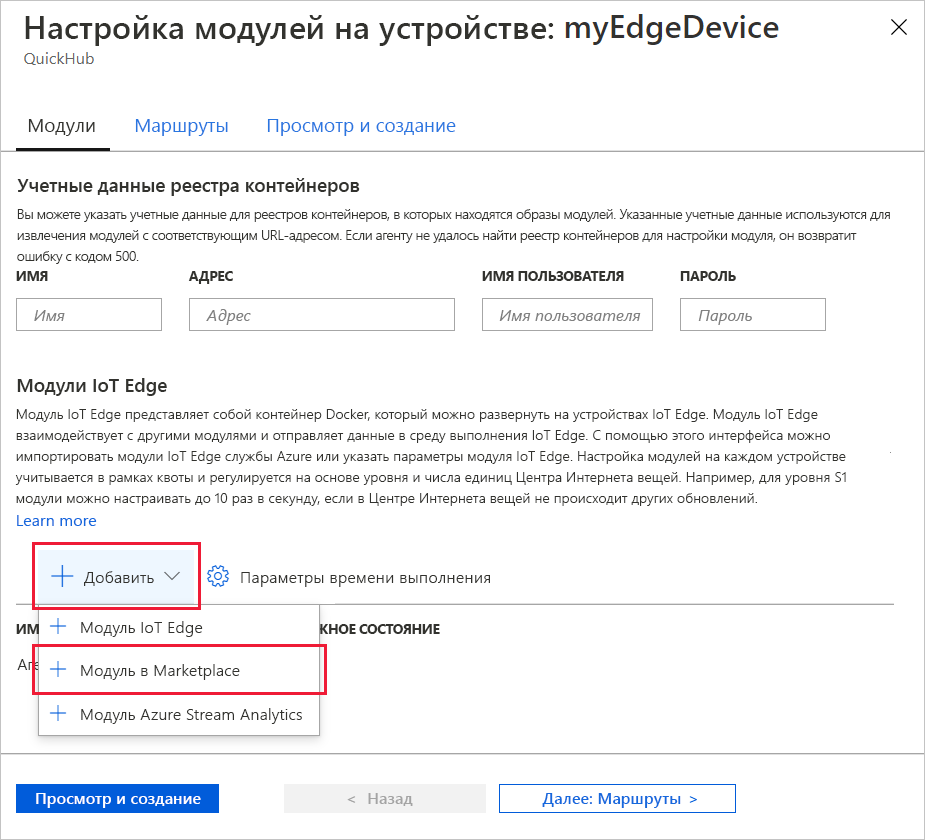 Настройка модулей на устройстве: myEdgeDevice
QuickHub
Модули Маршруты Просмотр и создание
Учетные данные реестра контейнеров
Вы можете указать учетные данные для реестров контейнеров, в которых находятся образы модулей. Указанные учетные данные используются для
извлечения модулей с соответствующим URL-адресом. Если агенту не удалось найти реестр контейнеров для настройки модуля, он возвратит
ошибку с кодом 500.
ИМЯ АДРЕС ИМЯ ПОЛЬЗОВАТЕЛЯ ПАРОЛЬ
Имя Адрес Имя пользователя Пароль
Модули IoT Edge
Модуль IoT Edge представляет собой контейнер Docker, который можно развернуть на устройствах IoT Edge. Модуль IoT Edge
взаимодействует с другими модулями и отправляет данные в среду выполнения IoT Edge. С помощью этого интерфейса можно
импортировать модули IoT Edge службы Azure или указать параметры модуля IoT Edge. Настройка модулей на каждом устройстве
учитывается в рамках квоты и регулируется на основе уровня и числа единиц Центра Интернета вещей. Например, для уровня S1
модули можно настраивать до 10 раз в секунду, если в Центре Интернета вещей не происходит других обновлений.
Learn more
Добавить Параметры времени выполнения
Модуль IoT Edge СОСТОЯНИЕ
Модуль в Marketplace
Модуль Azure Stream Analytics
Просмотр и создание < Назад Далее: Маршруты >